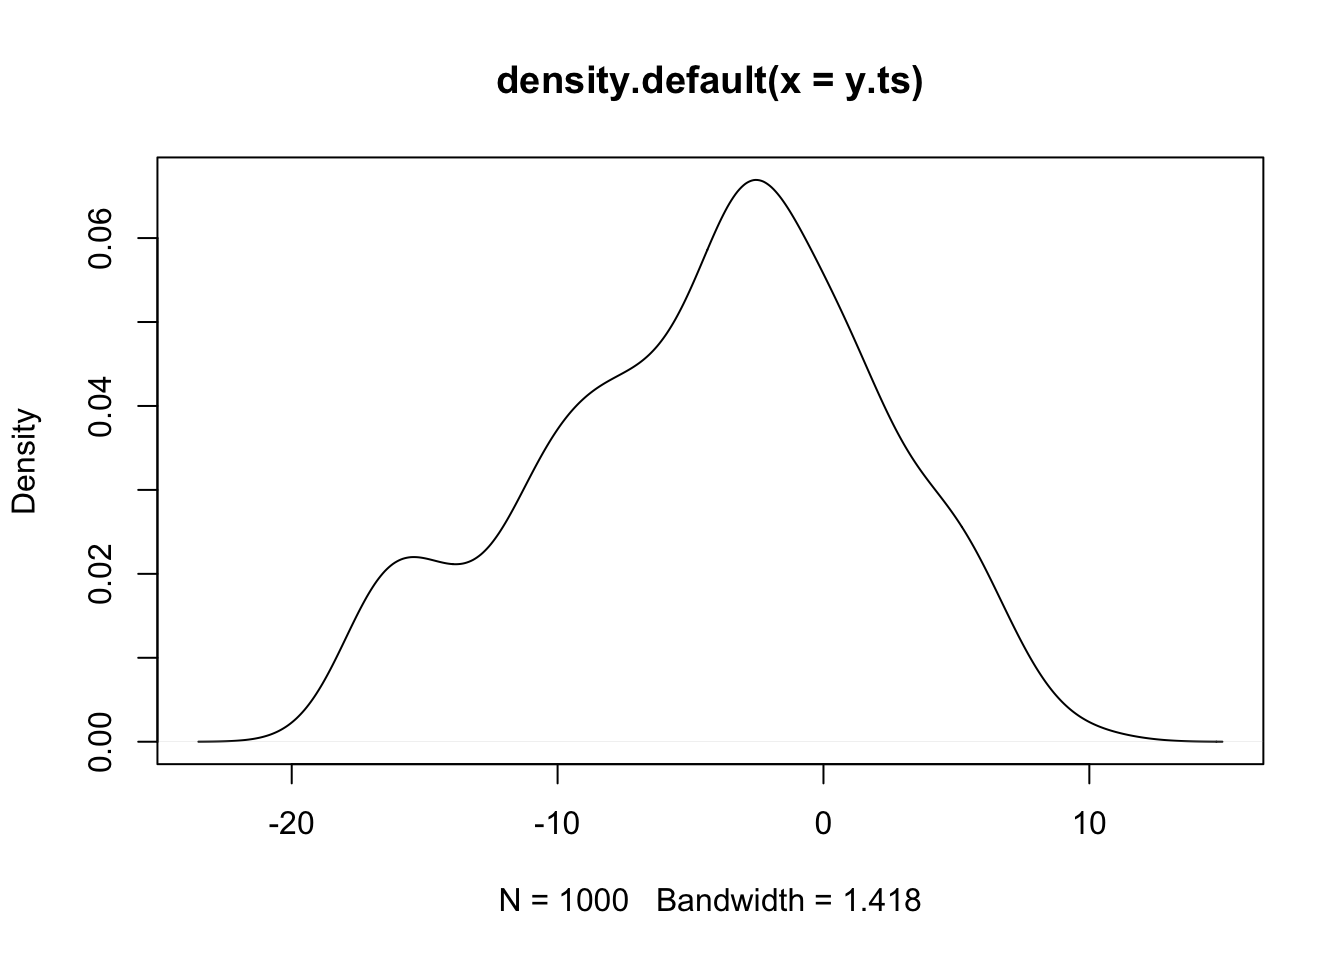 density.default(x = y.ts)
Density
0.06
0.04
0.02
0.00
-20 -10 0 10
N = 1000 Bandwidth = 1.418